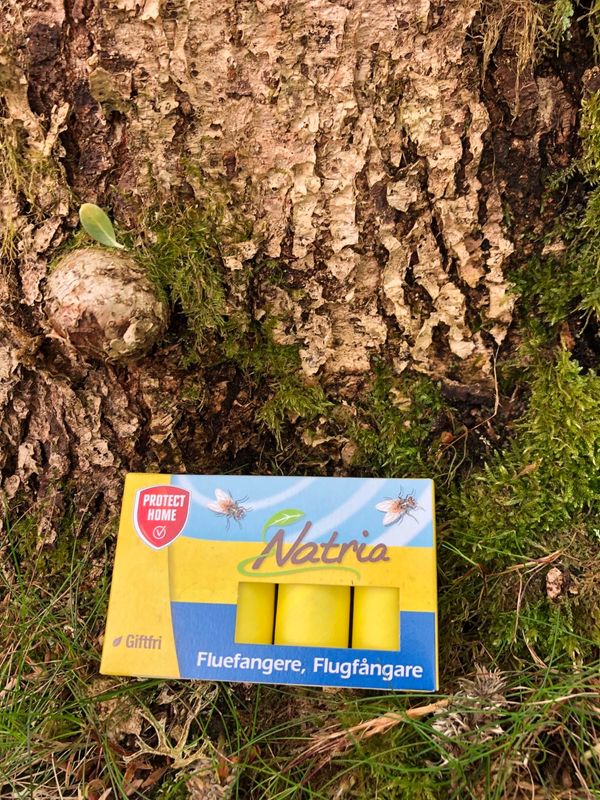 PROTECT
HOME
Natria
Giftfri
Fluefangere, Flugfångare